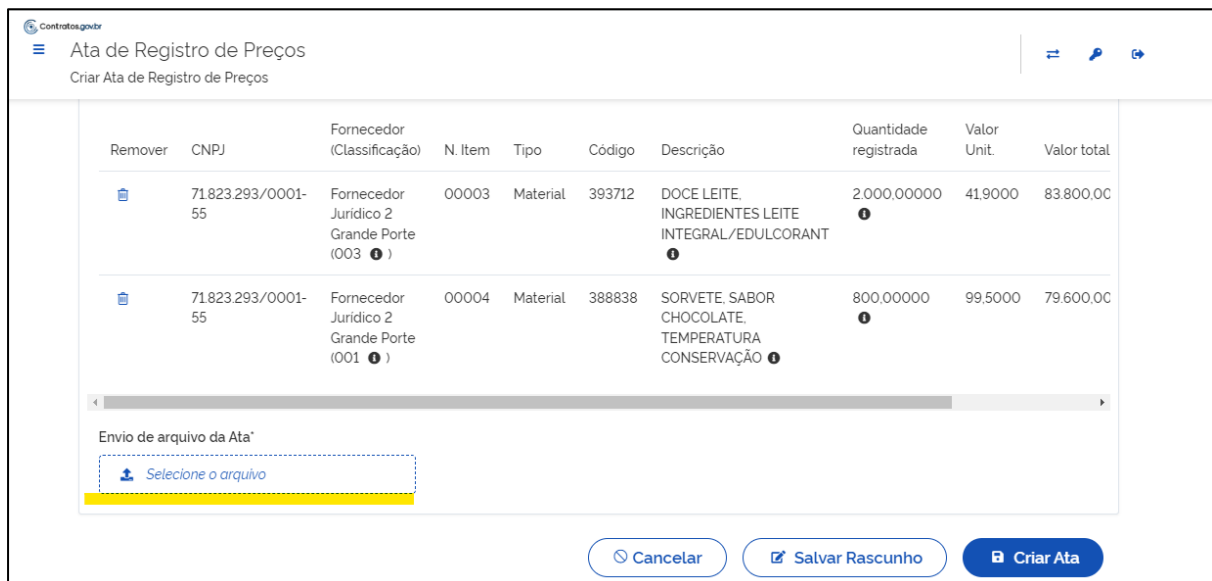 Contratos.gov.br
Ata de Registro de Preços
Criar Ata de Registro de Preços
Remover CNPJ Fornecedor (Classificação) N. Item Tipo Código Descrição Quantidade registrada Valor Unit. Valor total
71.823.293/0001-55 Fornecedor Jurídico 2 Grande Porte (003 ) 00003 Material 393712 DOCE LEITE, INGREDIENTES LEITE INTEGRAL/EDULCORANT 2.000,00000 41,9000 83.800,00
71.823.293/0001-55 Fornecedor Jurídico 2 Grande Porte (001 ) 00004 Material 388838 SORVETE, SABOR CHOCOLATE, TEMPERATURA CONSERVAÇÃO 800,00000 99,5000 79.600,00
Envio de arquivo da Ata*
Selecione o arquivo
Cancelar Salvar Rascunho Criar Ata